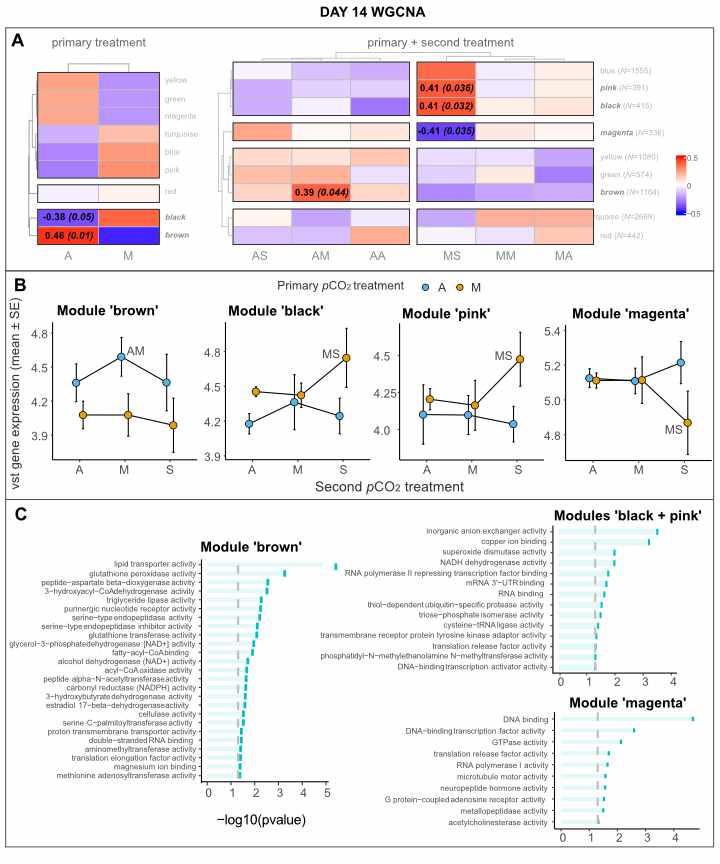 DAY 14 WGCNA
A
primary treatment
primary + second treatment
yellow
green
magenta
turquoise
blue
pink
red
-0.38 (0.05)
black
0.46 (0.01)
brown
A M
blue (N=1555)
0.41 (0.036)
pink (N=391)
0.41 (0.032)
black (N=415)
-0.41 (0.035)
magenta (N=336)
yellow (N=1080)
green (N=574)
0.39 (0.044)
brown (N=1104)
quoise (N=2669)
red (N=442)
AS AM AA MS MM MA
0.5
0
-0.5
B
Primary pCO2 treatment A M
vst gene expression (mean ± SE)
Module 'brown'
4.8
4.5
4.2
3.9
AM
A M S
Module 'black'
4.8
4.5
4.2
3.9
MS
A M S
Module 'pink'
4.5
4.0
MS
A M S
Module 'magenta'
5.2
5.0
4.8
MS
A M S
Second pCO2 treatment
C
Module 'brown'
lipid transporter activity
glutathione peroxidase activity
peptide-aspartate beta-dioxygenase activity
3-hydroxyacyl-CoAdehydrogenase activity
triglyceride lipase activity
purinergic nucleotide receptor activity
serine-type endopeptidase activity
serine-type endopeptidase inhibitor activity
glutathione transferase activity
glycerol-3-phosphatedehydrogenase [NAD+] activity
fatty-acyl-CoAbinding
alcohol dehydrogenase (NAD+) activity
acyl-CoA oxidase activity
peptide alpha-N-acetyltransferase activity
carbonyl reductase (NADPH) activity
3-hydroxybutyrate dehydrogenase activity
estradiol 17-beta-dehydrogenase activity
cellulase activity
serine C-palmitoyltransferase activity
proton transmembrane transporter activity
double-stranded RNA binding
aminomethyltransferase activity
translation elongation factor activity
magnesium ion binding
methionine adenosyltransferase activity
0 1 2 3 4 5
−log10(pvalue)
Modules 'black + pink'
inorganic anion exchanger activity
copper ion binding
superoxide dismutase activity
NADH dehydrogenase activity
RNA polymerase II repressing transcription factor binding
mRNA 3'-UTR binding
RNA binding
thiol-dependent ubiquitin-specific protease activity
triose-phosphate isomerase activity
cysteine-tRNA ligase activity
transmembrane receptor protein tyrosine kinase adaptor activity
translation release factor activity
phosphatidyl-N-methylethanolamine N-methyltransferase activity
DNA-binding transcription activator activity
0 1 2 3 4
Module 'magenta'
DNA binding
DNA-binding transcription factor activity
GTPase activity
translation release factor activity
RNA polymerase I activity
microtubule motor activity
neuropeptide hormone activity
G protein-coupled adenosine receptor activity
metallopeptidase activity
acetylcholinesterase activity
0 1 2 3 4